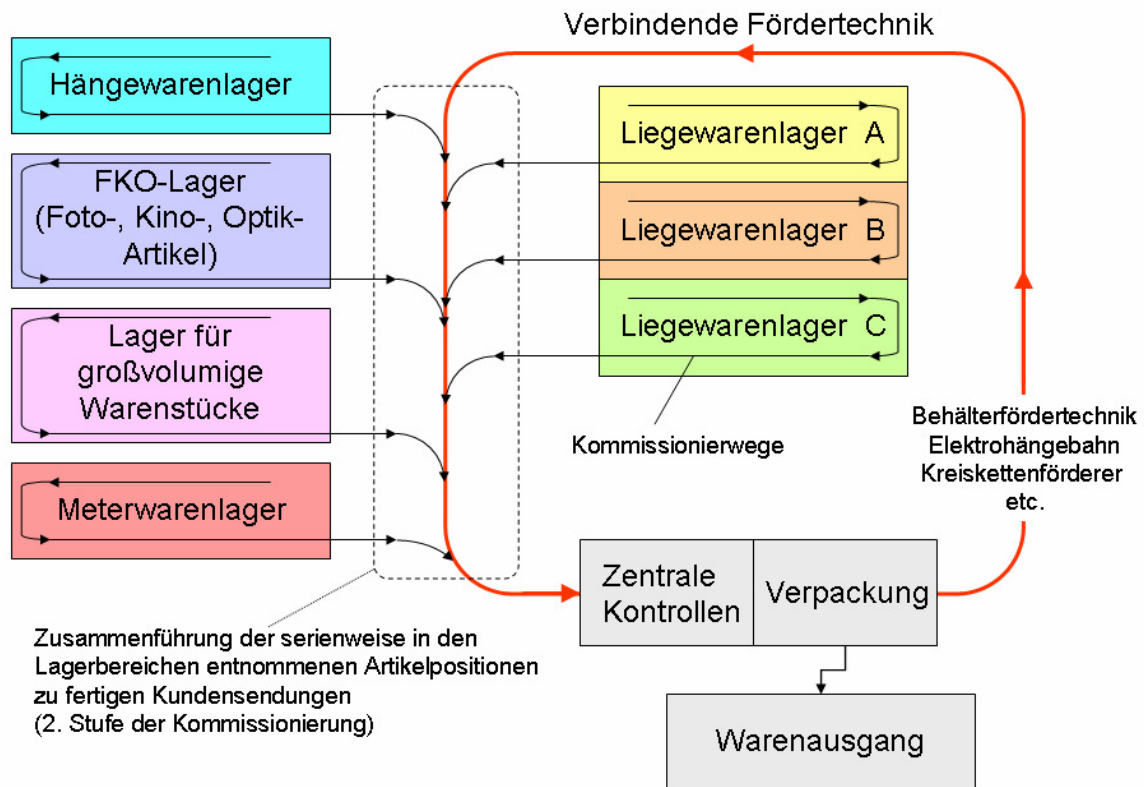 Verbindende Fördertechnik
Hängewarenlager
FKO-Lager
(Foto-, Kino-, Optik-
Artikel)
Lager für
großvolumige
Warenstücke
Meterwarenlager
Liegewarenlager A
Liegewarenlager B
Liegewarenlager C
Kommissionierwege
Behälterfördertechnik
Elektrohängebahn
Kreiskettenförderer
etc.
Zentrale
Kontrollen
Verpackung
Zusammenführung der serienweise in den
Lagerbereichen entnommenen Artikelpositionen
zu fertigen Kundensendungen
(2. Stufe der Kommissionierung)
Warenausgang